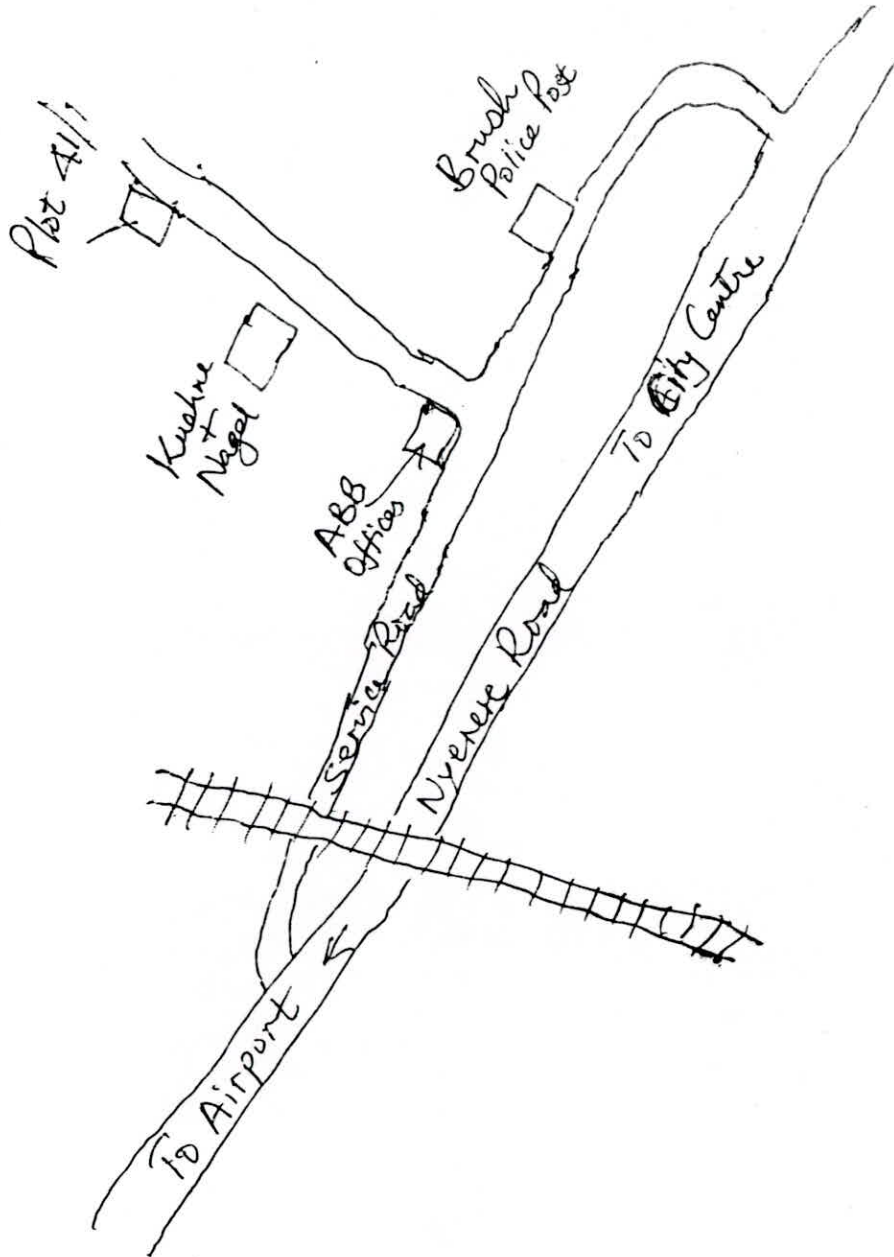 Plot 41/1
Brush
Police Post
Kuehne
+
Nagel
ABB
Offices
Service Road
To City Centre
Nyerere Road
To Airport